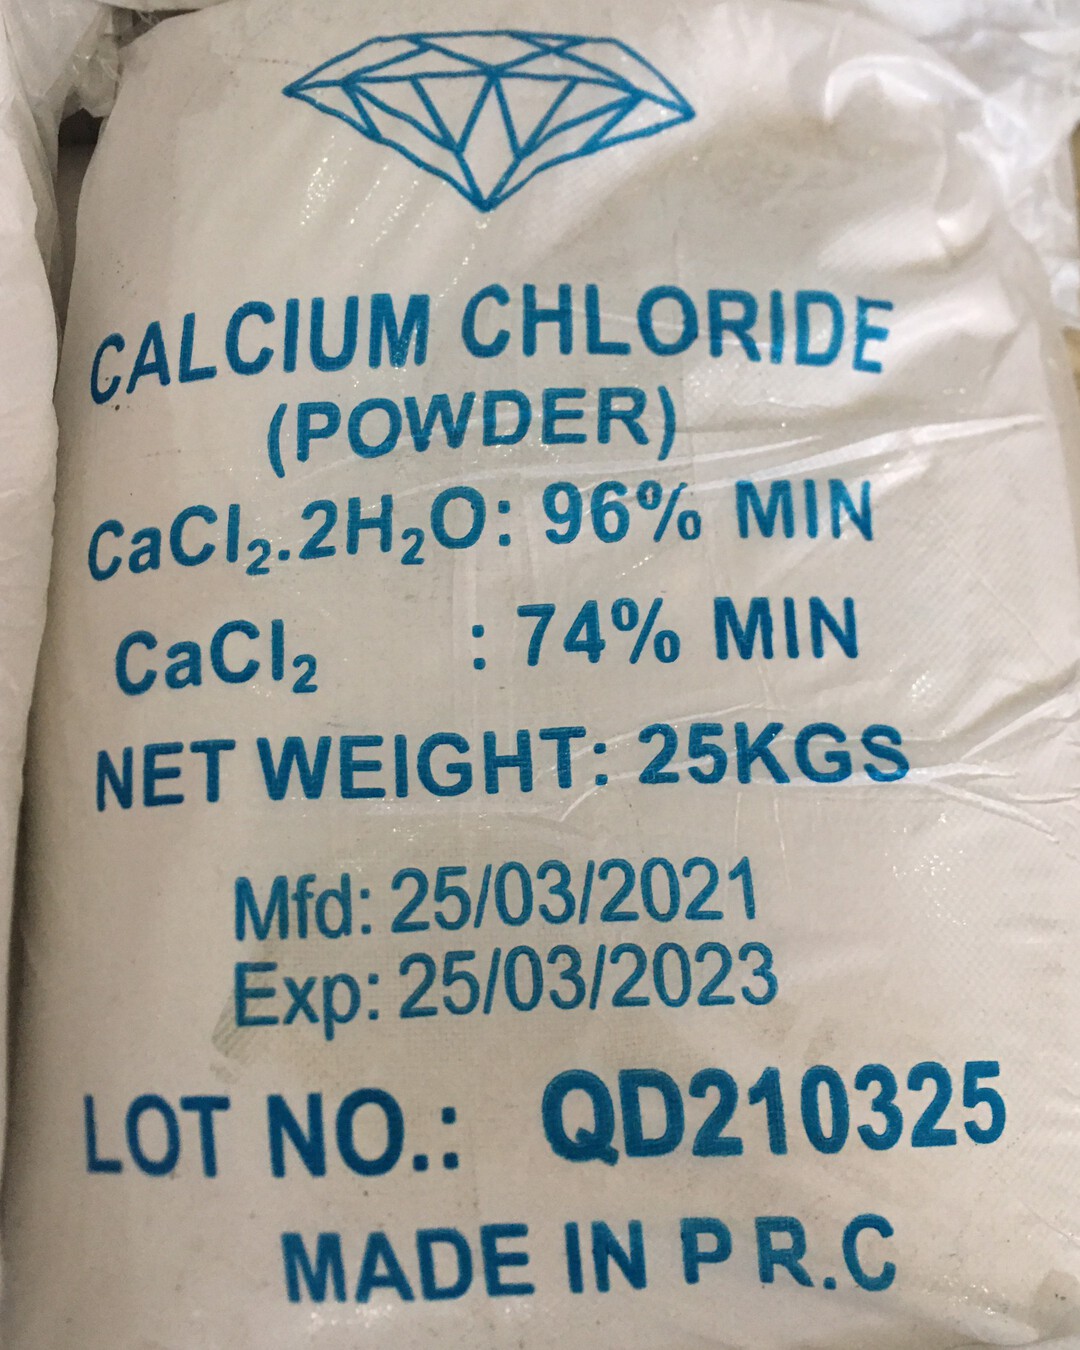 CALCIUM CHLORIDE
(POWDER)
CaCl₂.2H₂O: 96% MIN
CaCl₂ : 74% MIN
NET WEIGHT: 25KGS
Mfd: 25/03/2021
Exp: 25/03/2023
LOT NO.: QD210325
MADE IN P R.C